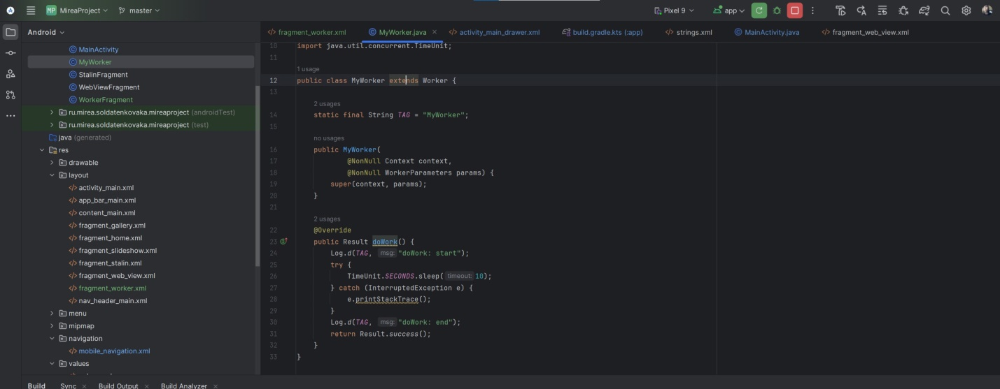 MP MireaProject master Pixel 9 app
Android
MainActivity
MyWorker
StalinFragment
WebViewFragment
WorkerFragment
ru.mirea.soldatenkovaka.mireaproject (androidTest)
ru.mirea.soldatenkovaka.mireaproject (test)
java (generated)
res
drawable
layout
activity_main.xml
app_bar_main.xml
content_main.xml
fragment_gallery.xml
fragment_home.xml
fragment_slideshow.xml
fragment_stalin.xml
fragment_web_view.xml
fragment_worker.xml
nav_header_main.xml
menu
mipmap
navigation
mobile_navigation.xml
values
fragment_worker.xml MyWorker.java activity_main_drawer.xml build.gradle.kts (:app) strings.xml MainActivity.java fragment_web_view.xml
10 import java.util.concurrent.TimeUnit;
11
1 usage
12 public class MyWorker extends Worker {
13
2 usages
14 static final String TAG = "MyWorker";
15
no usages
16 public MyWorker(
17 @NonNull Context context,
18 @NonNull WorkerParameters params) {
19 super(context, params);
20 }
21
2 usages
22 @Override
23 public Result doWork() {
24 Log.d(TAG, msg: "doWork: start");
25 try {
26 TimeUnit.SECONDS.sleep( timeout: 10);
27 } catch (InterruptedException e) {
28 e.printStackTrace();
29 }
30 Log.d(TAG, msg: "doWork: end");
31 return Result.success();
32 }
33 }
Build Sync Build Output Build Analyzer